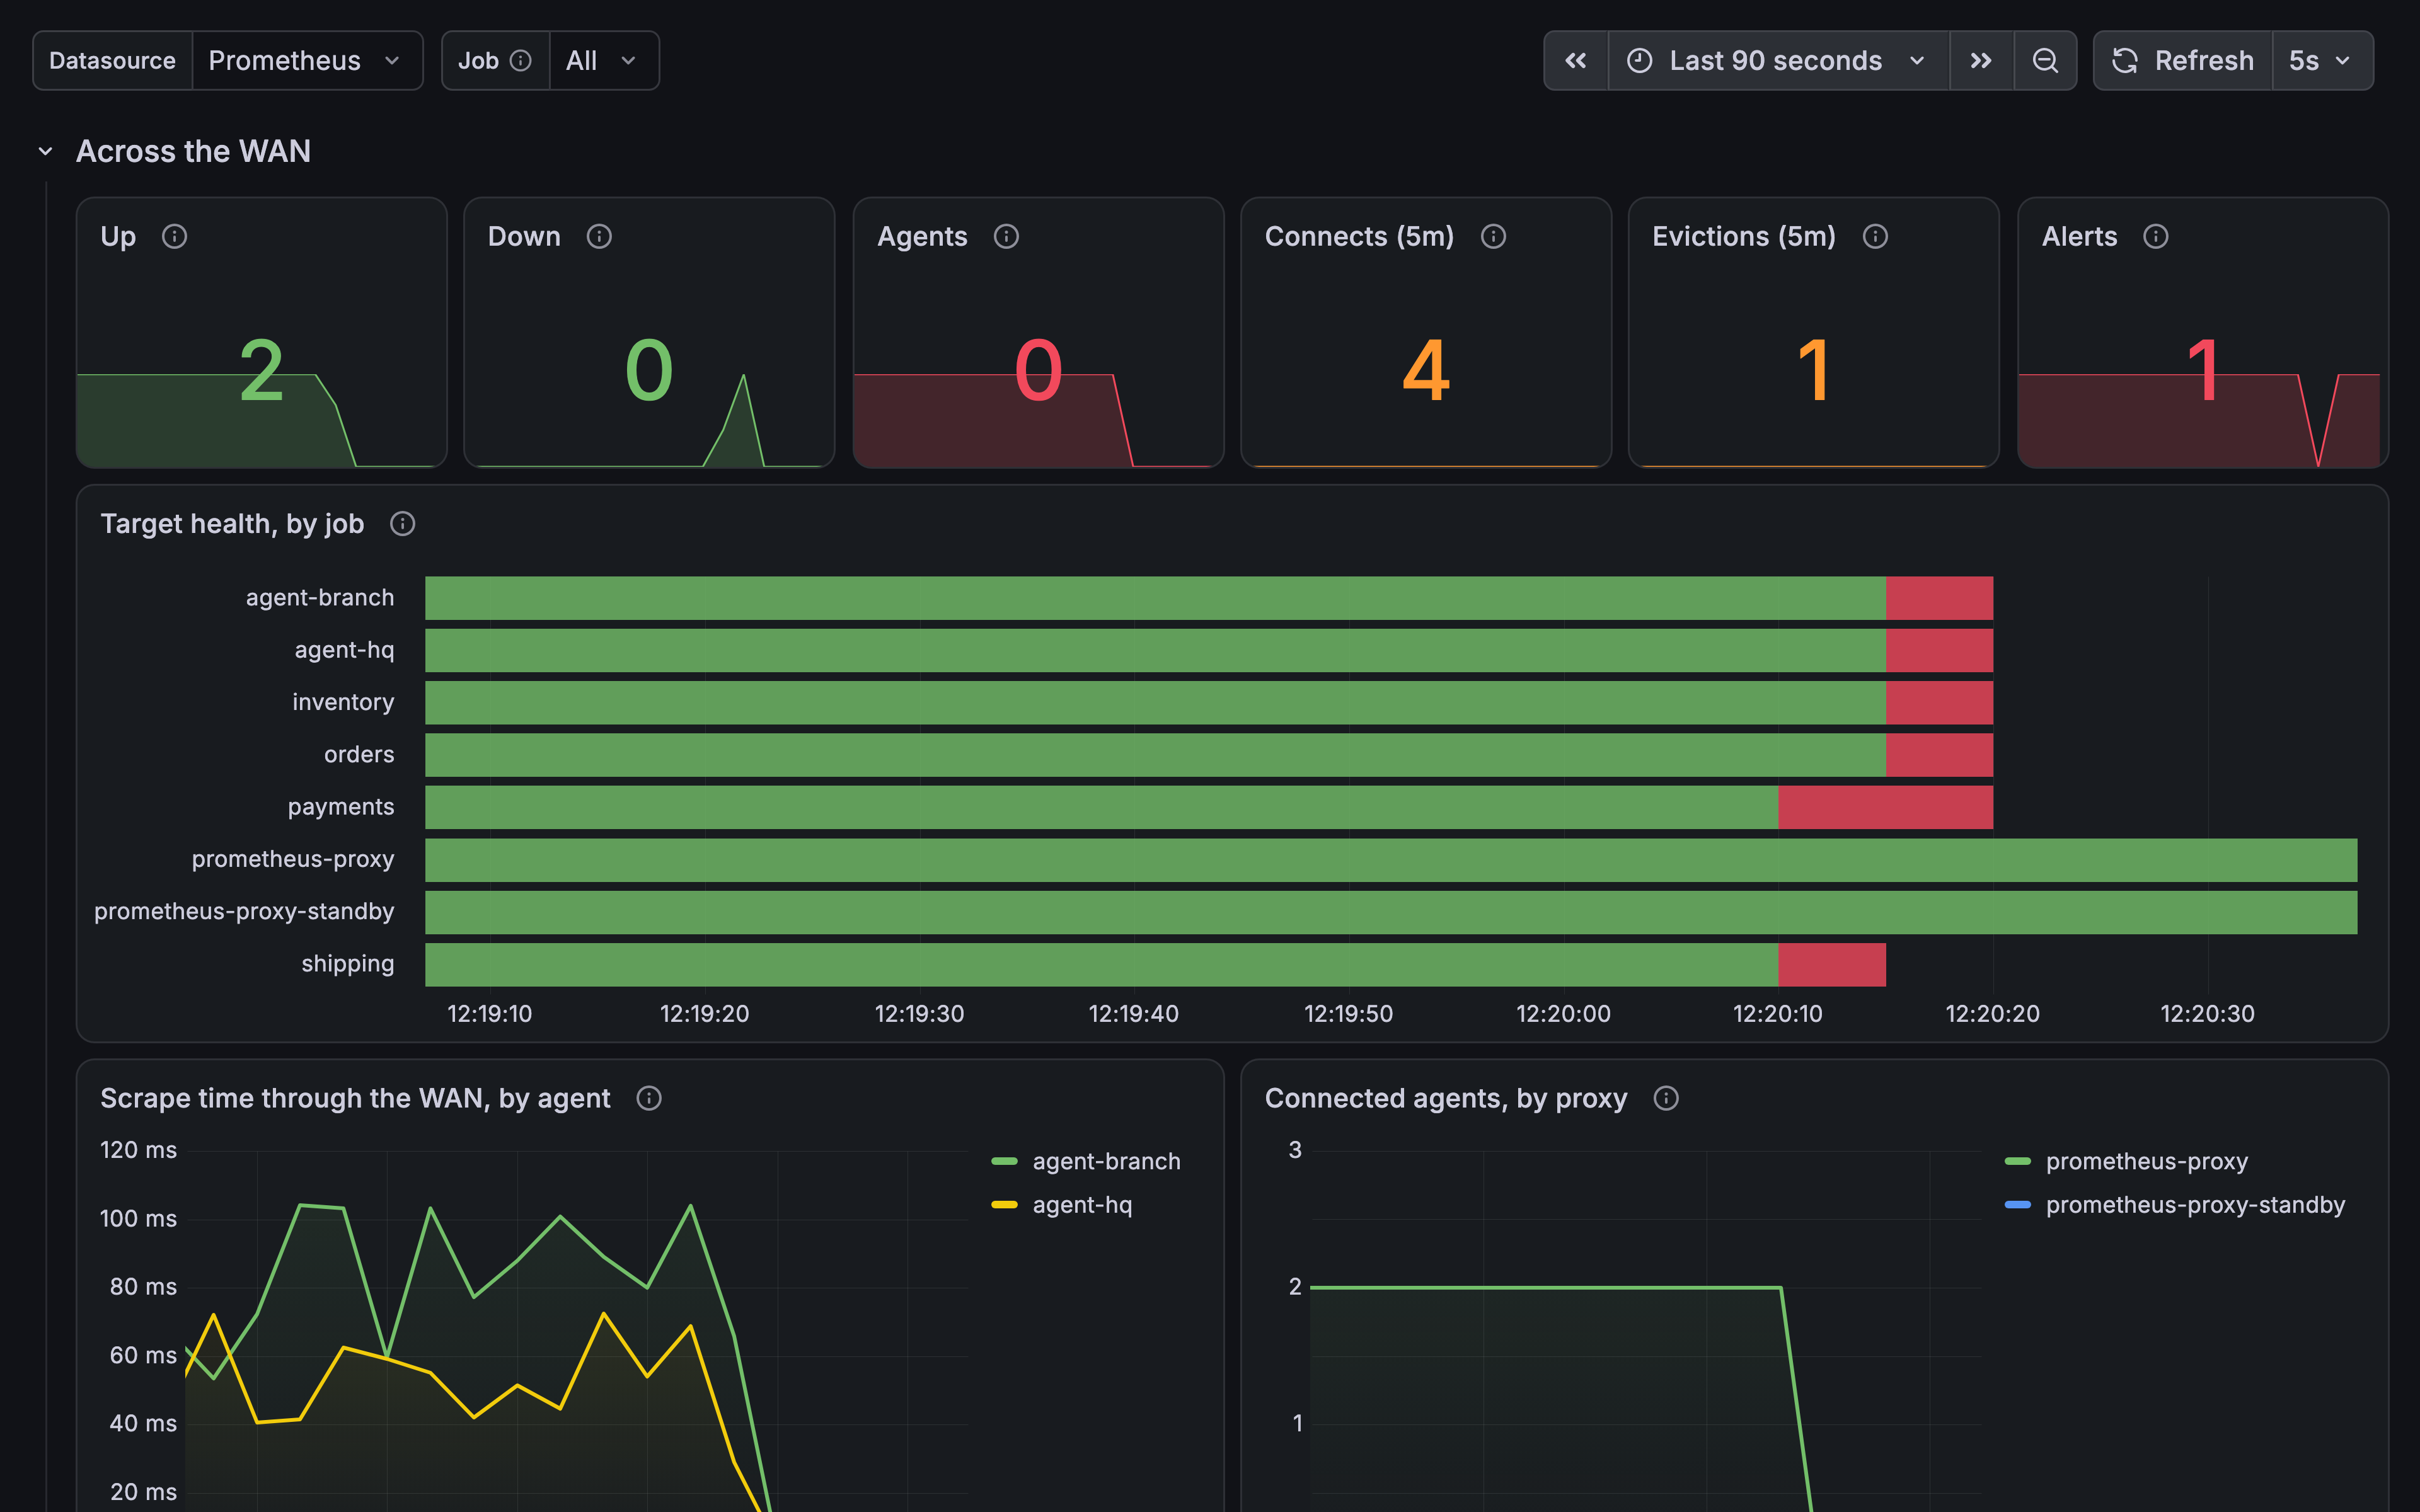 Datasource Prometheus Job All Last 90 seconds Refresh 5s
Across the WAN
Up Down Agents Connects (5m) Evictions (5m) Alerts
2 0 0 4 1 1
Target health, by job
agent-branch
agent-hq
inventory
orders
payments
prometheus-proxy
prometheus-proxy-standby
shipping
12:19:10 12:19:20 12:19:30 12:19:40 12:19:50 12:20:00 12:20:10 12:20:20 12:20:30
Scrape time through the WAN, by agent
120 ms
100 ms
80 ms
60 ms
40 ms
20 ms
agent-branch
agent-hq
Connected agents, by proxy
3
2
1
prometheus-proxy
prometheus-proxy-standby